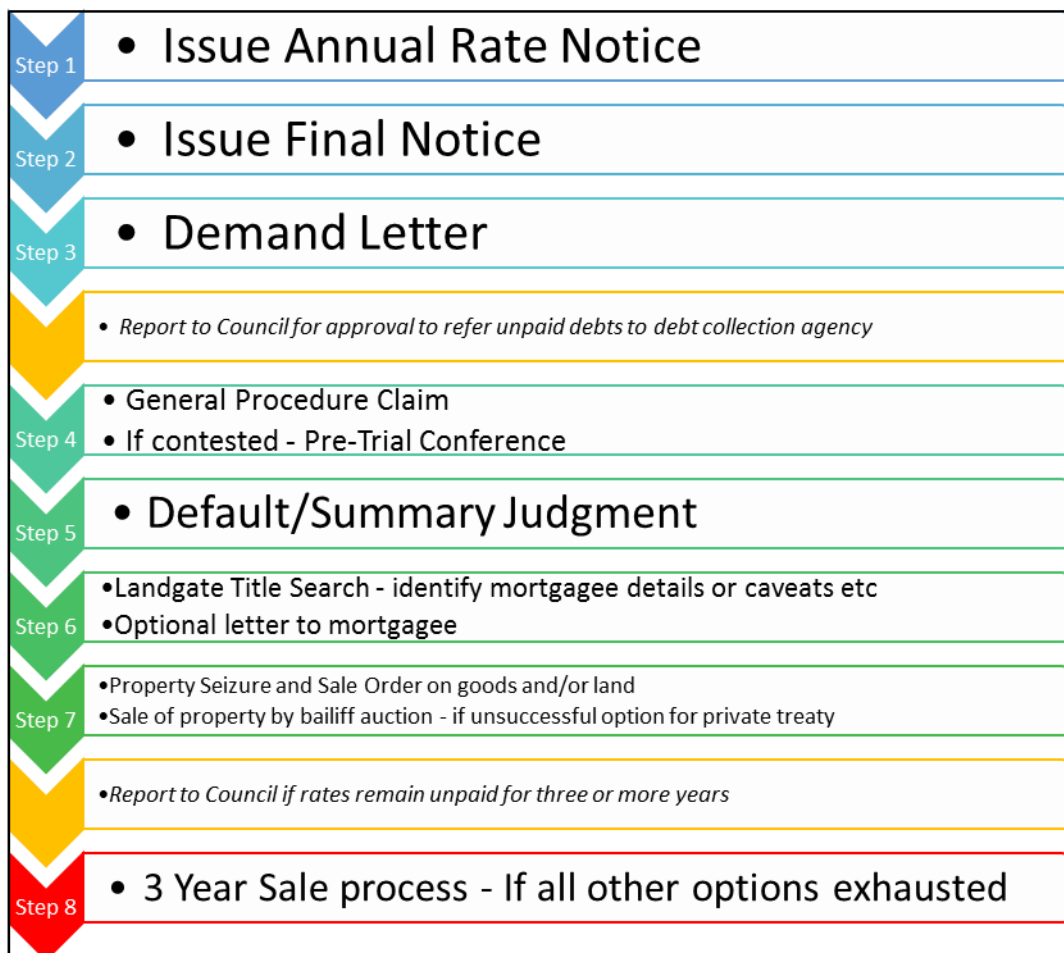 Step 1
• Issue Annual Rate Notice
Step 2
• Issue Final Notice
Step 3
• Demand Letter
• Report to Council for approval to refer unpaid debts to debt collection agency
Step 4
• General Procedure Claim
• If contested - Pre-Trial Conference
Step 5
• Default/Summary Judgment
Step 6
•Landgate Title Search - identify mortgagee details or caveats etc
•Optional letter to mortgagee
Step 7
•Property Seizure and Sale Order on goods and/or land
•Sale of property by bailiff auction - if unsuccessful option for private treaty
•Report to Council if rates remain unpaid for three or more years
Step 8
• 3 Year Sale process - If all other options exhausted